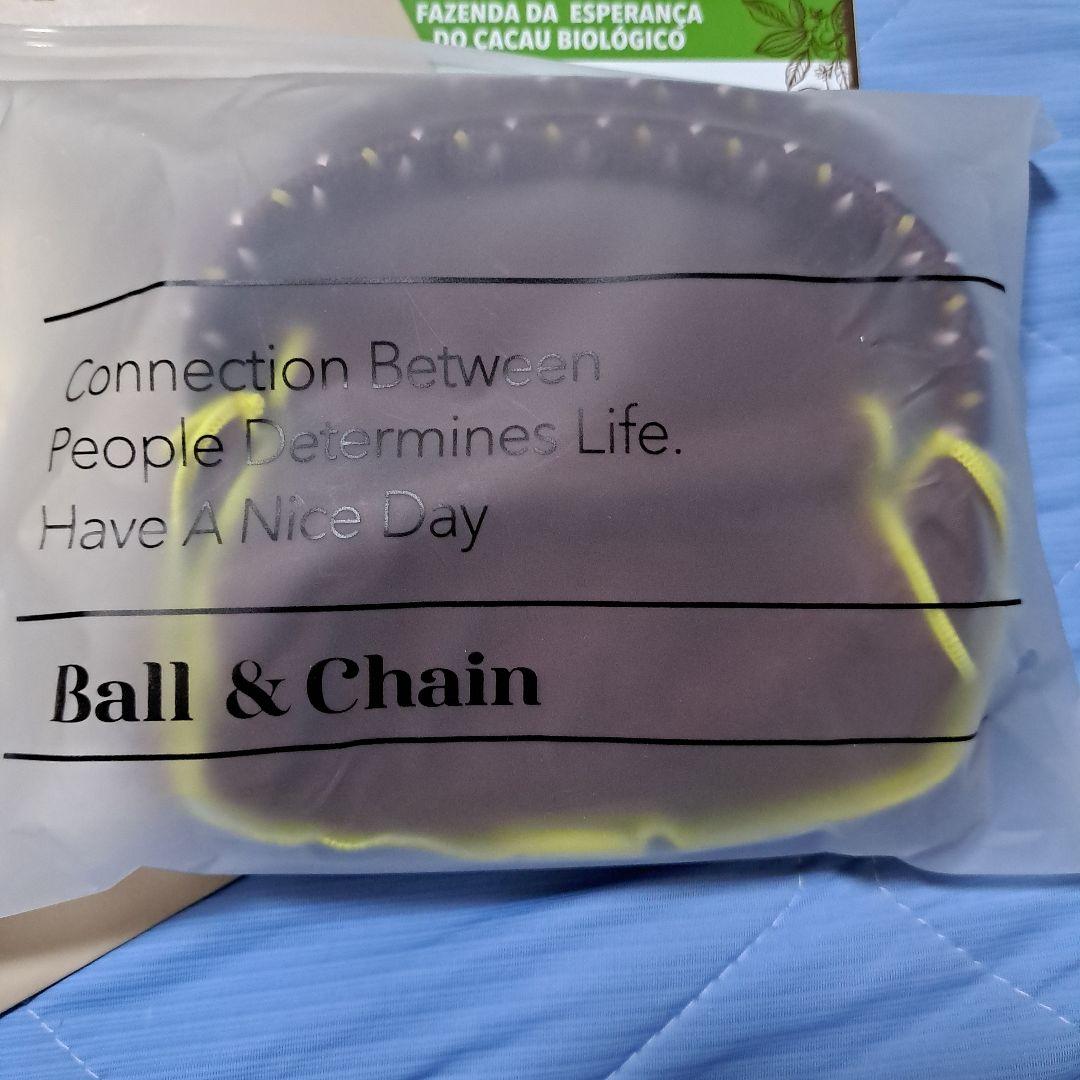 FAZENDA DA ESPERANÇA
DO CACAU BIOLÓGICO
Connection Between
People Determines Life.
Have A Nice Day
Ball & Chain